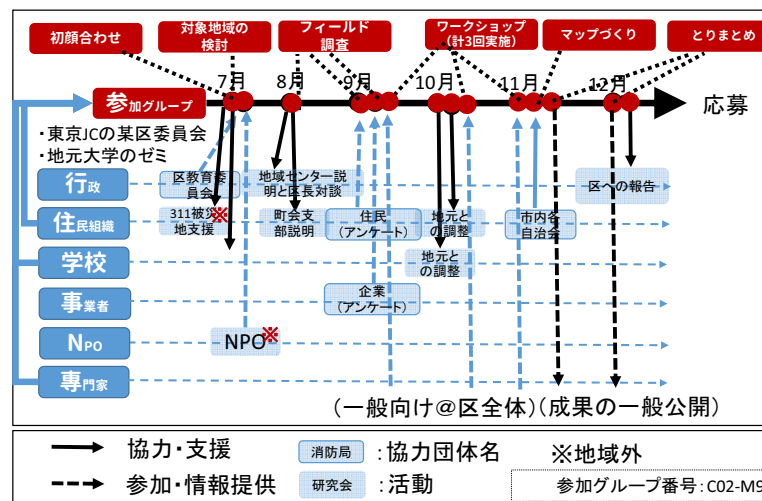 初顔合わせ
対象地域の
検討
フィールド
調査
ワークショップ
(計3回実施)
マップづくり
とりまとめ
7月
8月
9月
10月
11月
12月
参加グループ
応募
・東京JCの某区委員会
・地元大学のゼミ
行政
区教育委
員会
地域センター説
明と区長対談
区への報告
住民組織
311被災
地支援
※
町会支
部説明
住民
(アンケート)
地元と
の調整
市内各
自治会
学校
地元と
の調整
事業者
企業
(アンケート)
NPO
NPO
※
専門家
(一般向け@区全体)(成果の一般公開)
協力・支援
消防局
:協力団体名
※地域外
参加・情報提供
研究会
:活動
参加グループ番号:C02-M9